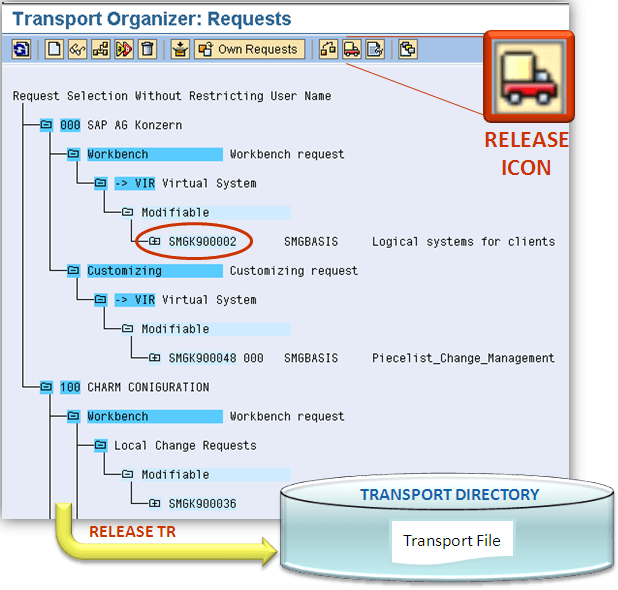 Transport Organizer: Requests
Own Requests
RELEASE
ICON
Request Selection Without Restricting User Name
000 SAP AG Konzern
Workbench Workbench request
-> VIR Virtual System
Modifiable
SMGK900002 SMGBASIS Logical systems for clients
Customizing Customizing request
-> VIR Virtual System
Modifiable
SMGK900048 000 SMGBASIS Piecelist_Change_Management
100 CHARM CONIGURATION
Workbench Workbench request
Local Change Requests
Modifiable
SMGK900036
TRANSPORT DIRECTORY
RELEASE TR
Transport File